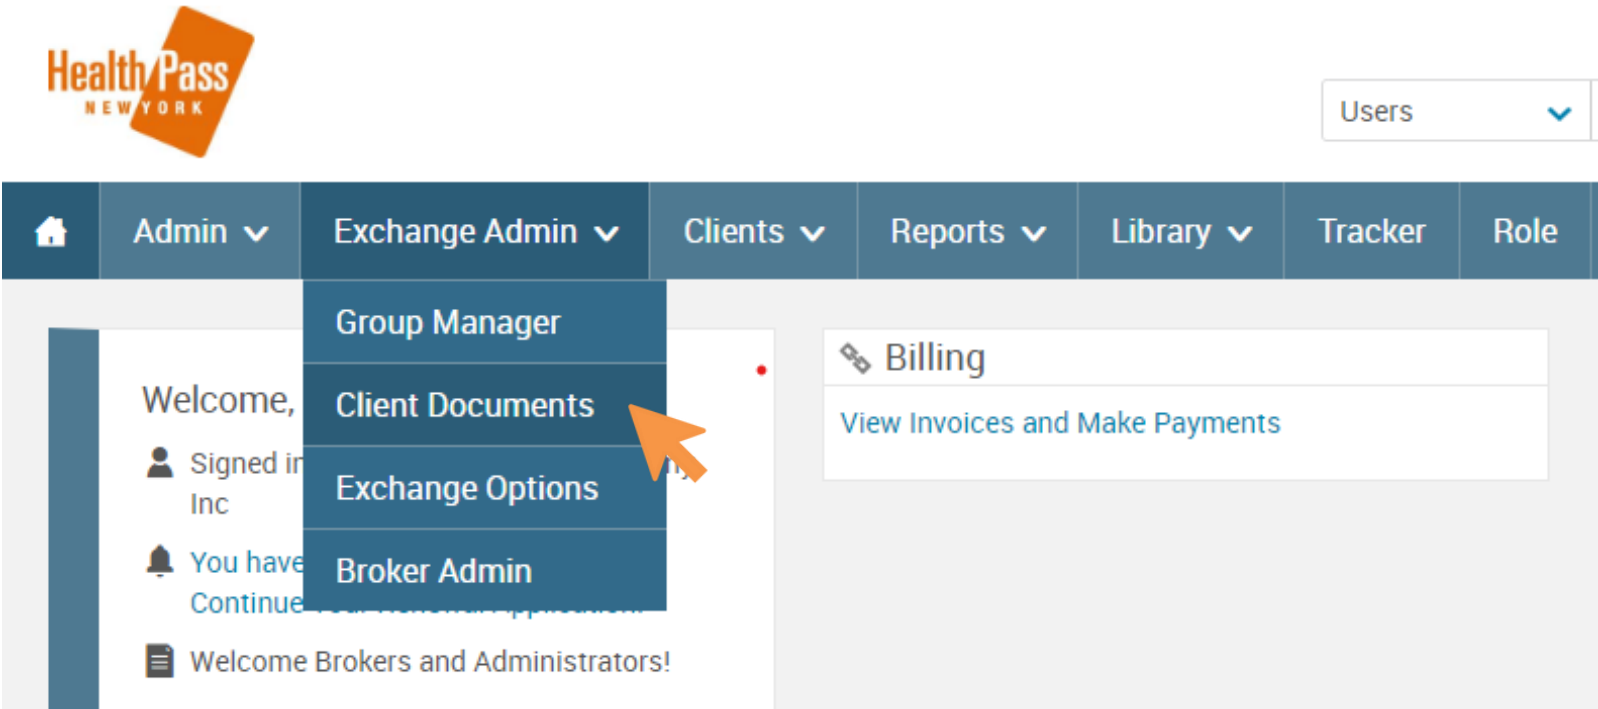 Health Pass
NEW YORK
Users
Admin
Exchange Admin
Clients
Reports
Library
Tracker
Role
Group Manager
Client Documents
Exchange Options
Broker Admin
Welcome,
Signed in
Inc
You have
Continue
Welcome Brokers and Administrators!
Billing
View Invoices and Make Payments